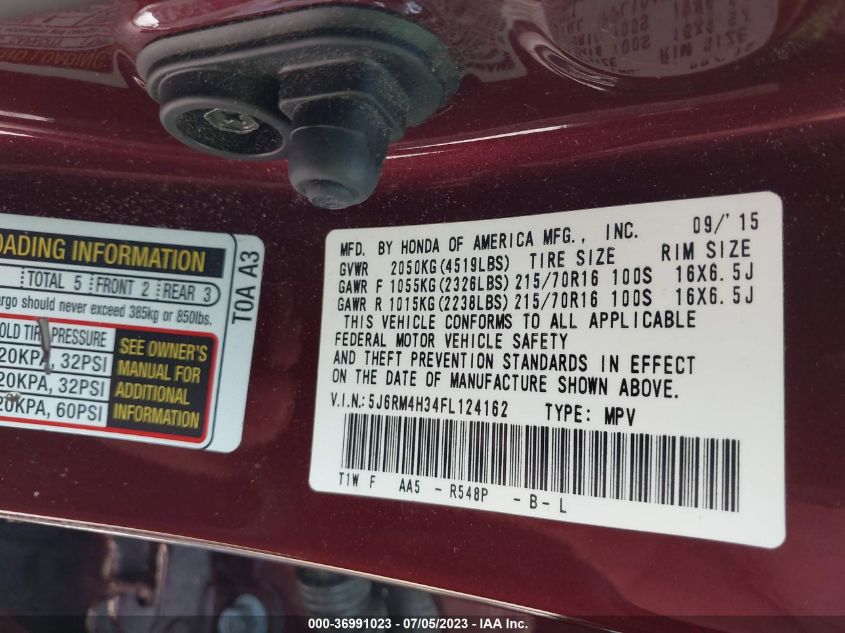 OADING INFORMATION
TOTAL 5 FRONT 2 REAR 3
argo should never exceed 385kg or 850lbs.
OLD TIRE PRESSURE
20KPA, 32PSI
20KPA, 32PSI
20KPA, 60PSI
SEE OWNER'S
MANUAL FOR
ADDITIONAL
INFORMATION
TOA A3
MFD. BY HONDA OF AMERICA MFG., INC. 09/'15
GVWR 2050KG(4519LBS) TIRE SIZE RIM SIZE
GAWR F 1055KG(2326LBS) 215/70R16 100S 16X6.5J
GAWR R 1015KG(2238LBS) 215/70R16 100S 16X6.5J
THIS VEHICLE CONFORMS TO ALL APPLICABLE
FEDERAL MOTOR VEHICLE SAFETY
AND THEFT PREVENTION STANDARDS IN EFFECT
ON THE DATE OF MANUFACTURE SHOWN ABOVE.
V.I.N.:5J6RM4H34FL124162 TYPE: MPV
T1W F AA5 - R548P - B - L
000-36991023 - 07/05/2023 - IAA Inc.